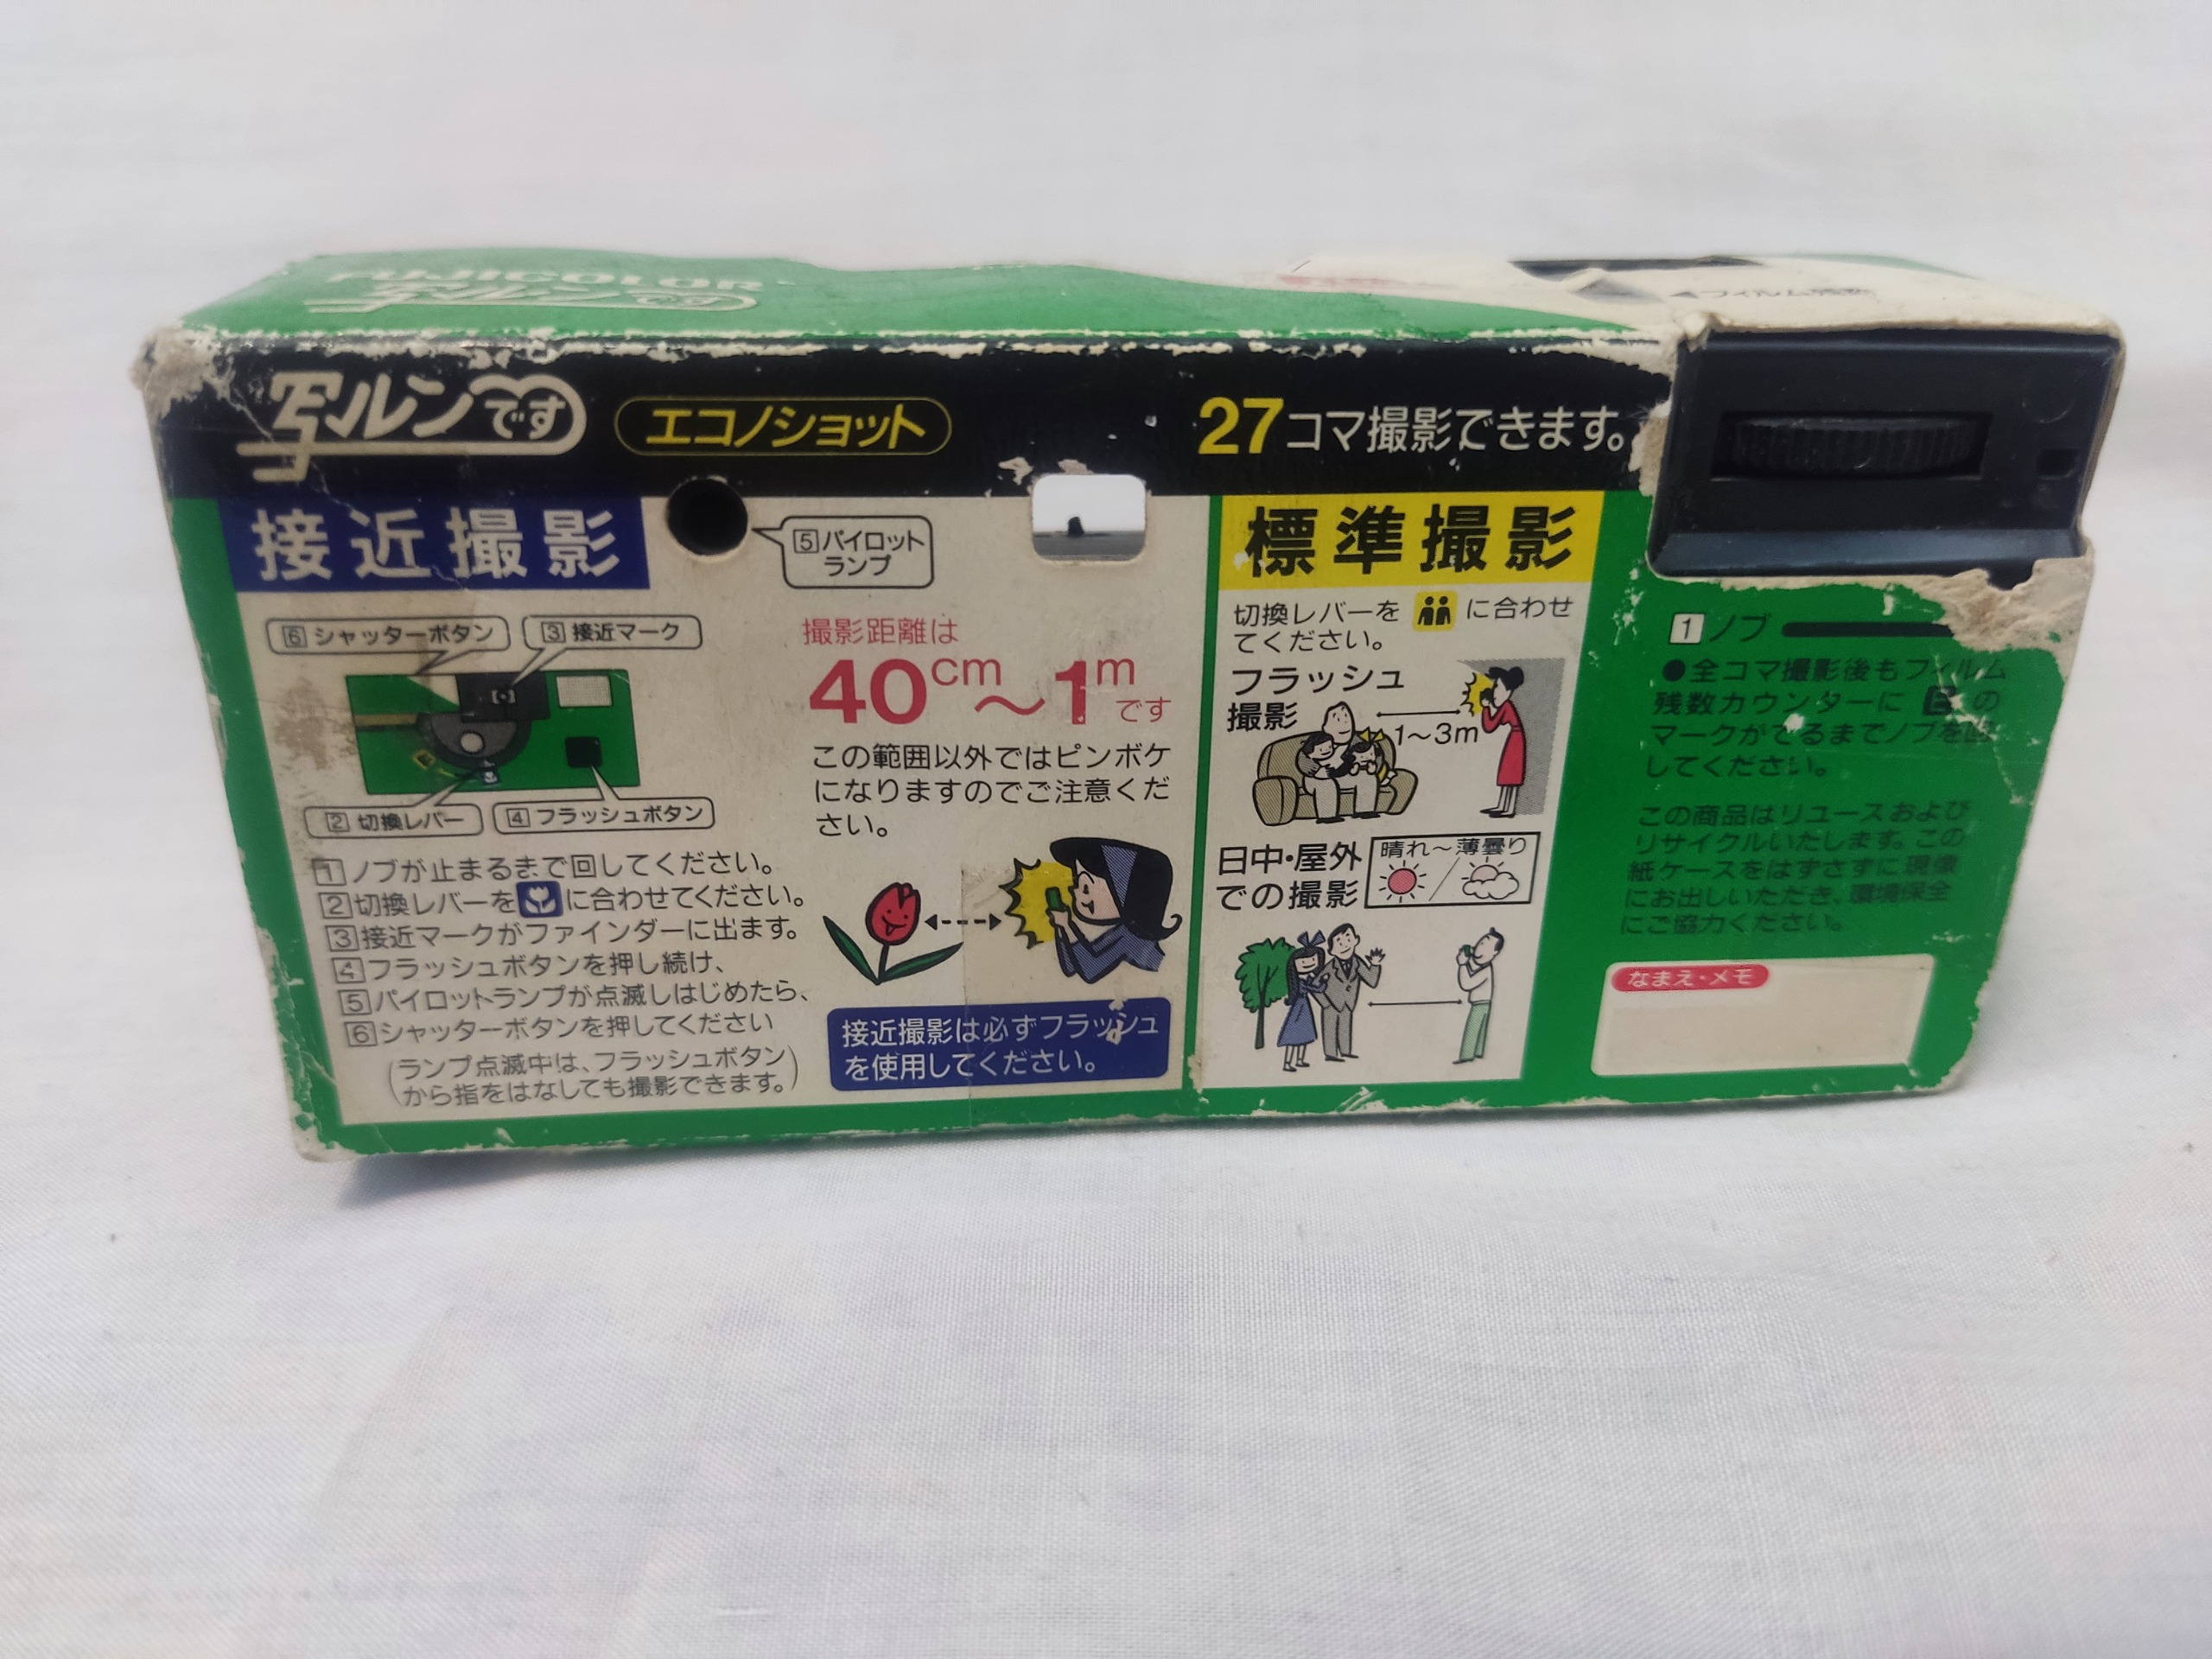 FUJICOLOR
写ルンです
◀フィルム残数
写ルンです
エコノショット
27コマ撮影できます。
接近撮影
5パイロット
ランプ
6シャッターボタン
3接近マーク
2切換レバー
4フラッシュボタン
1ノブが止まるまで回してください。
2切換レバーを に合わせてください。
3接近マークがファインダーに出ます。
4フラッシュボタンを押し続け、
5パイロットランプが点滅しはじめたら、
6シャッターボタンを押してください
(ランプ点滅中は、フラッシュボタン
から指をはなしても撮影できます。)
撮影距離は
40cm～1mです
この範囲以外ではピンボケ
になりますのでご注意くだ
さい。
接近撮影は必ずフラッシュ
を使用してください。
標準撮影
切換レバーを に合わせ
てください。
フラッシュ
撮影
1～3m
日中・屋外
での撮影
晴れ～薄曇り
1ノブ
●全コマ撮影後もフィルム
残数カウンターに E の
マークがでるまでノブを回
してください。
この商品はリユースおよび
リサイクルいたします。この
紙ケースをはずさずに現像
にお出しいただき、環境保全
にご協力ください。
なまえ・メモ